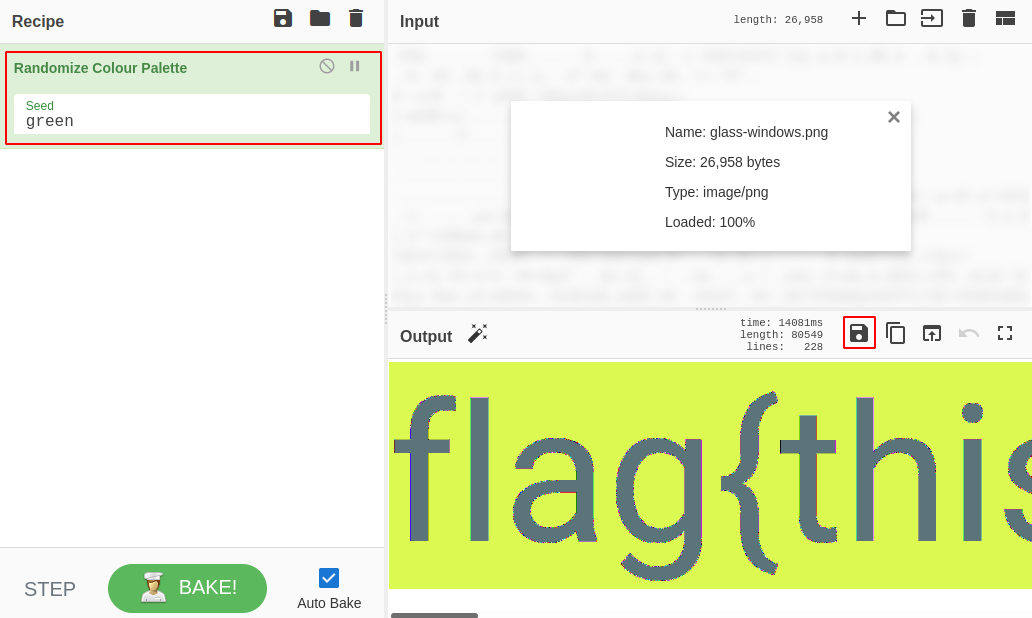 Recipe
Randomize Colour Palette
Seed
green
STEP
BAKE!
Auto Bake
Input
length: 26,958
Name: glass-windows.png
Size: 26,958 bytes
Type: image/png
Loaded: 100%
Output
time: 14081ms
length: 80549
lines: 228
flag{this